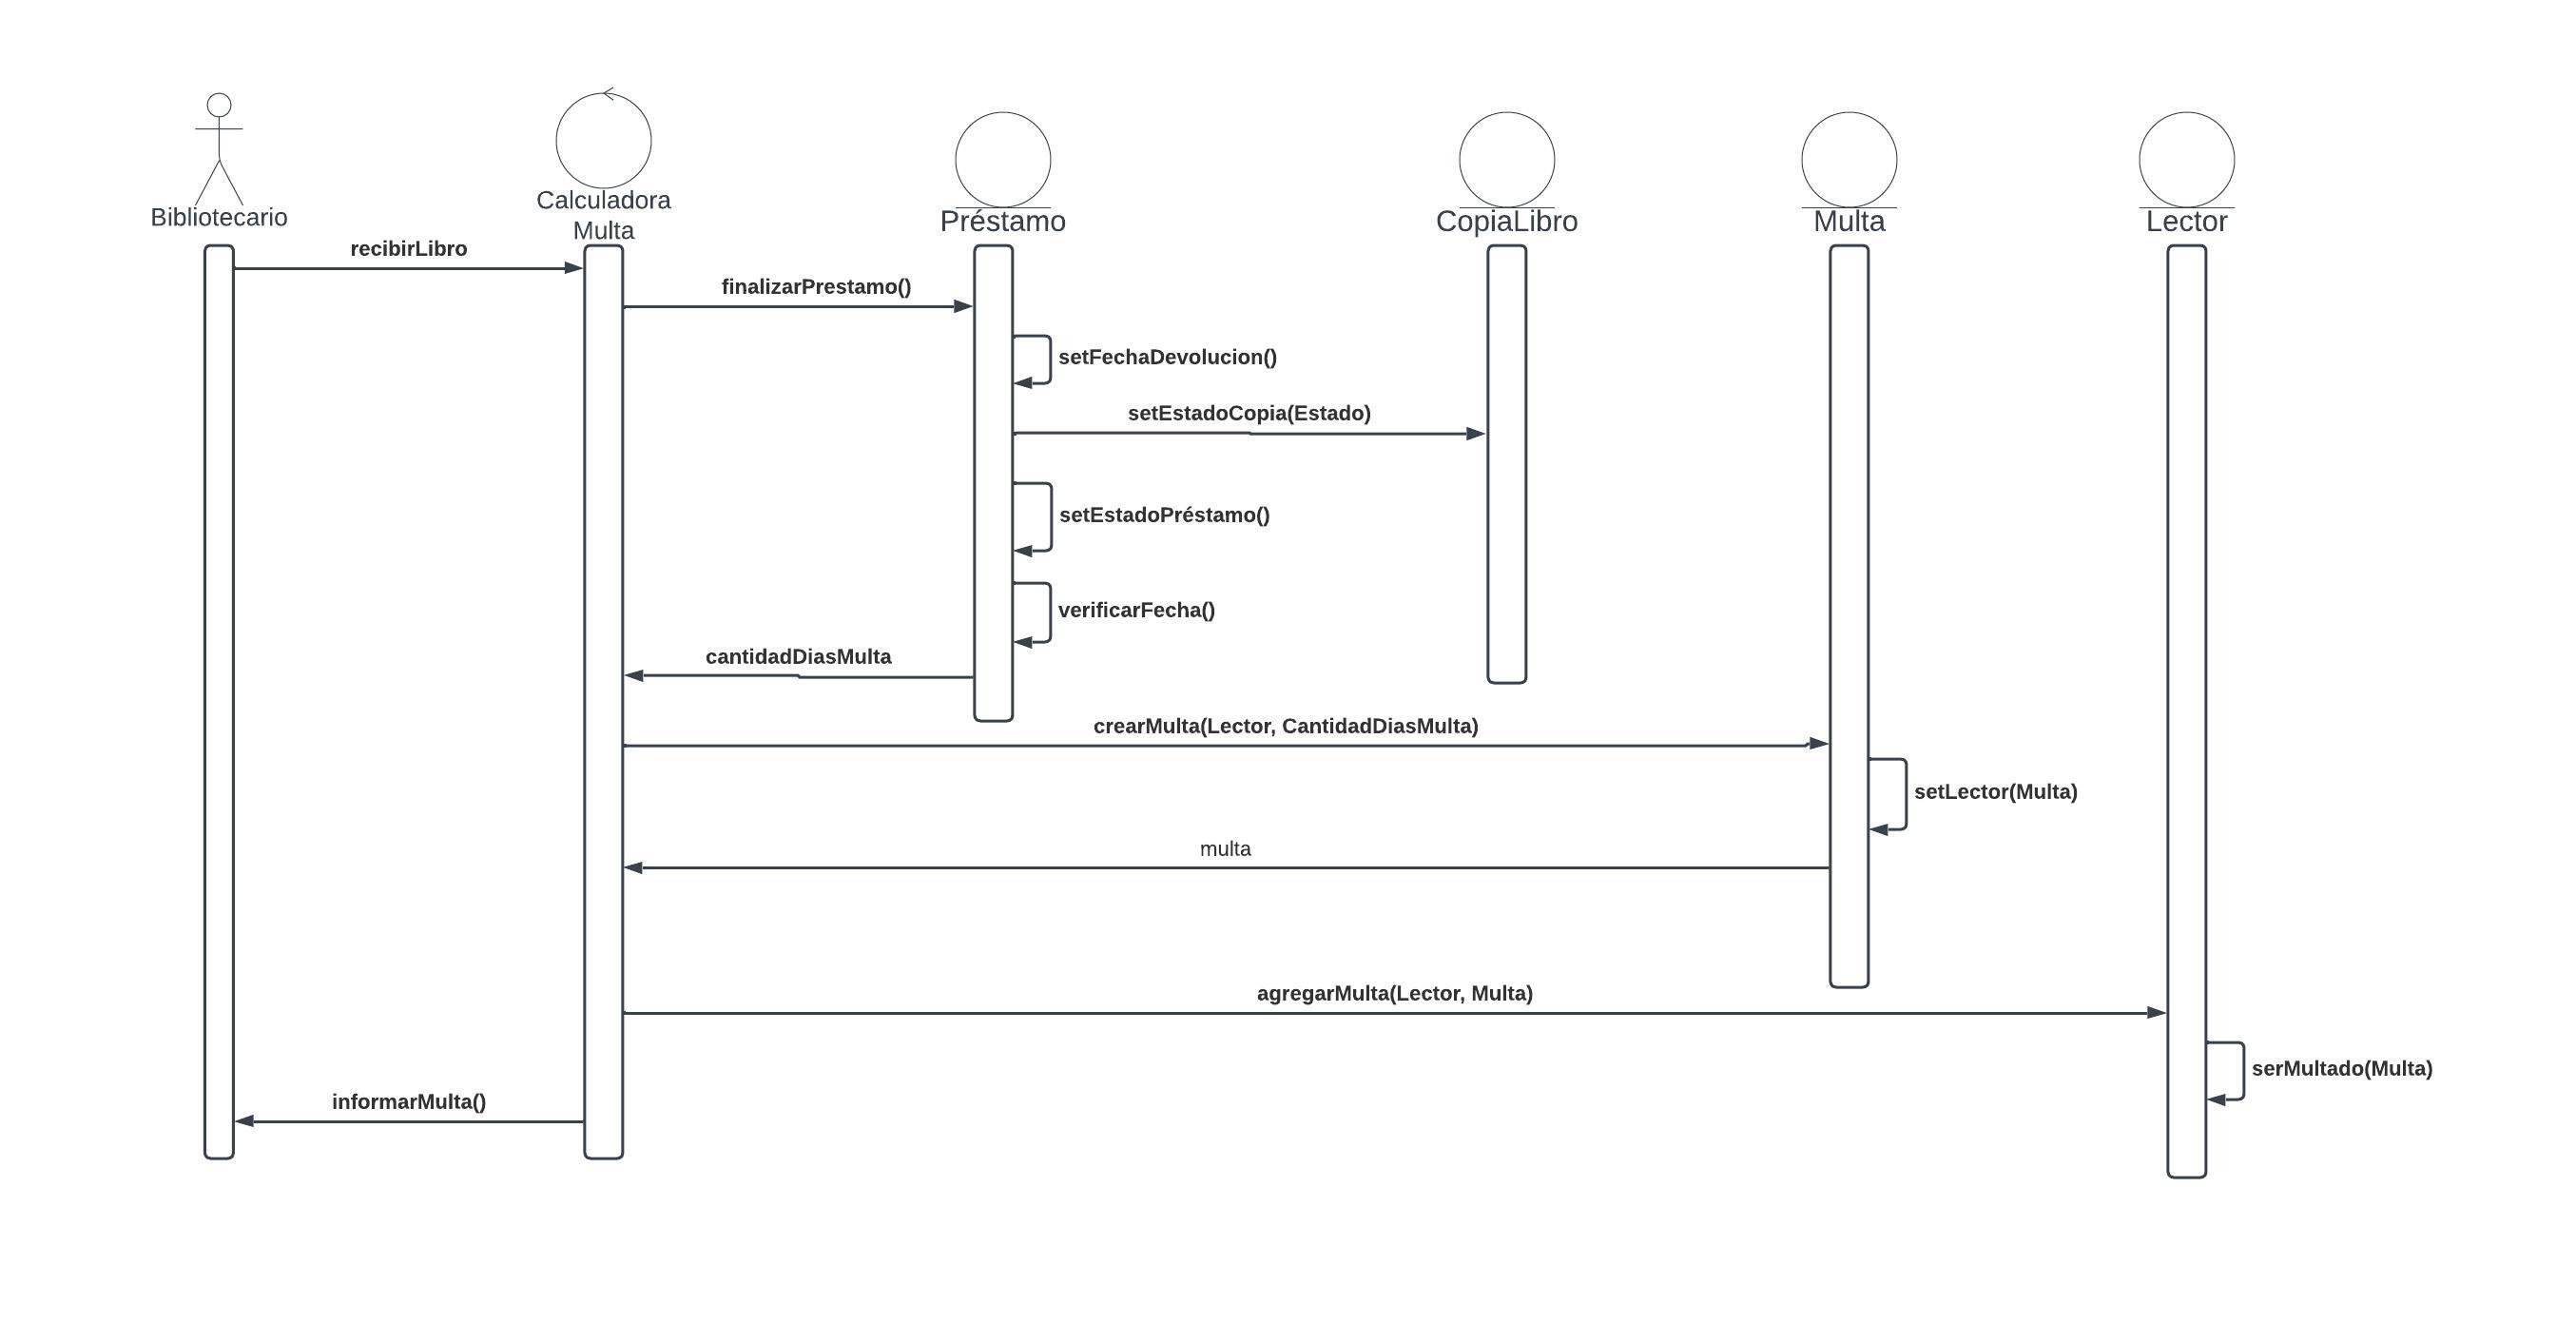 Bibliotecario
Calculadora
Multa
Préstamo
CopiaLibro
Multa
Lector
recibirLibro
finalizarPrestamo()
setFechaDevolucion()
setEstadoCopia(Estado)
setEstadoPréstamo()
verificarFecha()
cantidadDiasMulta
crearMulta(Lector, CantidadDiasMulta)
setLector(Multa)
multa
agregarMulta(Lector, Multa)
serMultado(Multa)
informarMulta()